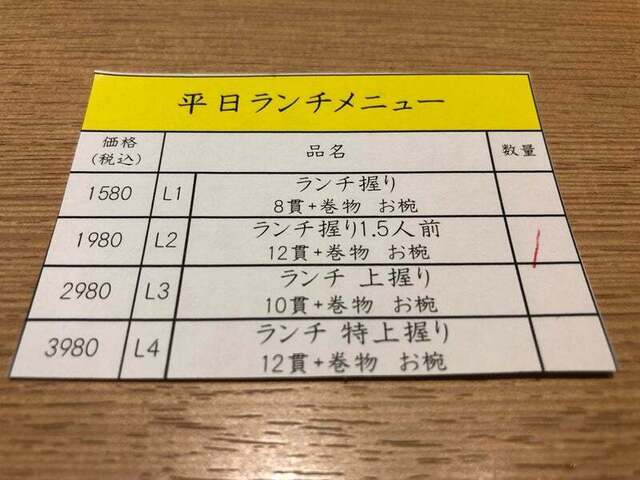 平日ランチメニュー
価格
(税込)
品名
数量
1580 L1 ランチ握り
8貫+巻物 お椀
1980 L2 ランチ握り1.5人前
12貫+巻物 お椀
2980 L3 ランチ 上握り
10貫+巻物 お椀
3980 L4 ランチ 特上握り
12貫+巻物 お椀